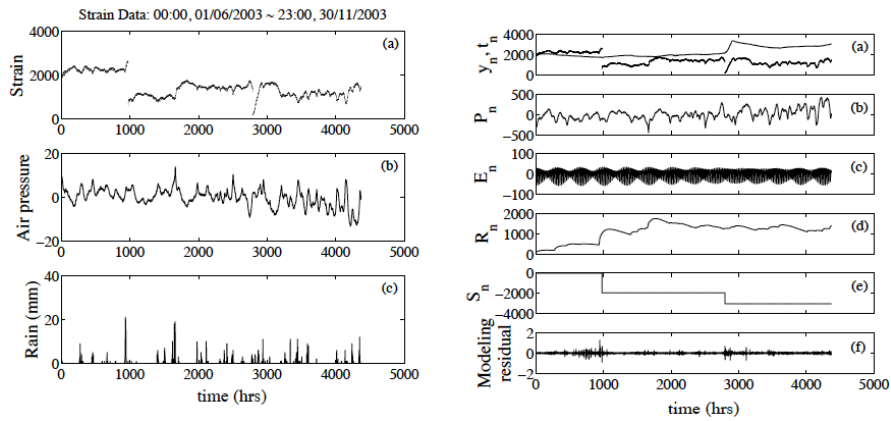 Strain Data: 00:00, 01/06/2003 ~ 23:00, 30/11/2003
4000
2000
0
Strain
(a)
0 1000 2000 3000 4000 5000
20
0
−20
Air pressure
(b)
0 1000 2000 3000 4000 5000
30
20
10
0
Rain (mm)
(c)
0 1000 2000 3000 4000 5000
time (hrs)
4000
2000
0
yn, tn
(a)
500
0
−500
Pn
(b)
100
0
−100
En
(c)
2000
1000
0
Rn
(d)
0
−2000
−4000
Sn
(e)
2
0
−2
Modeling
residual
(f)
0 1000 2000 3000 4000 5000
time (hrs)